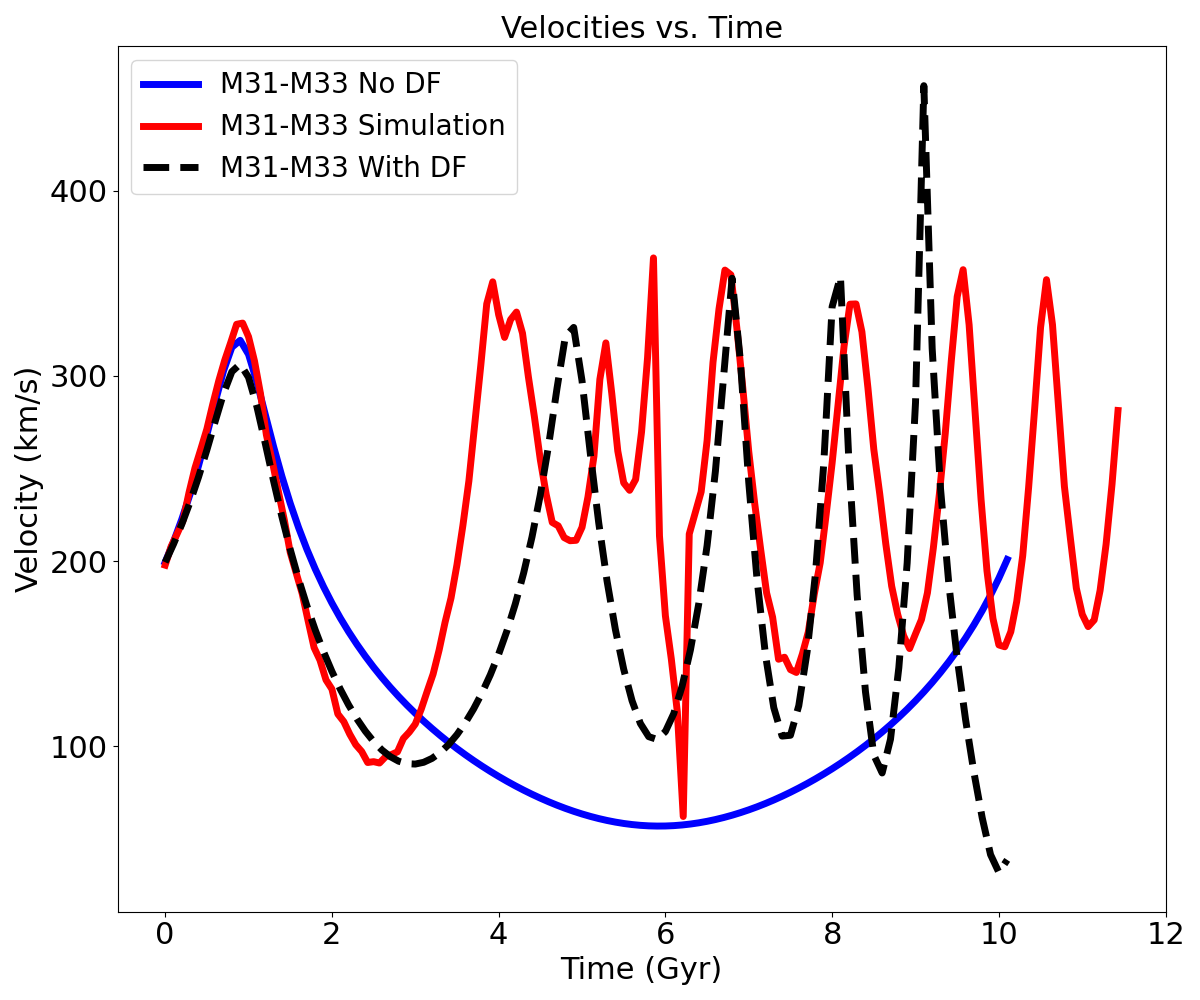 Velocities vs. Time
M31-M33 No DF
M31-M33 Simulation
M31-M33 With DF
Velocity (km/s)
400
300
200
100
0 2 4 6 8 10 12
Time (Gyr)